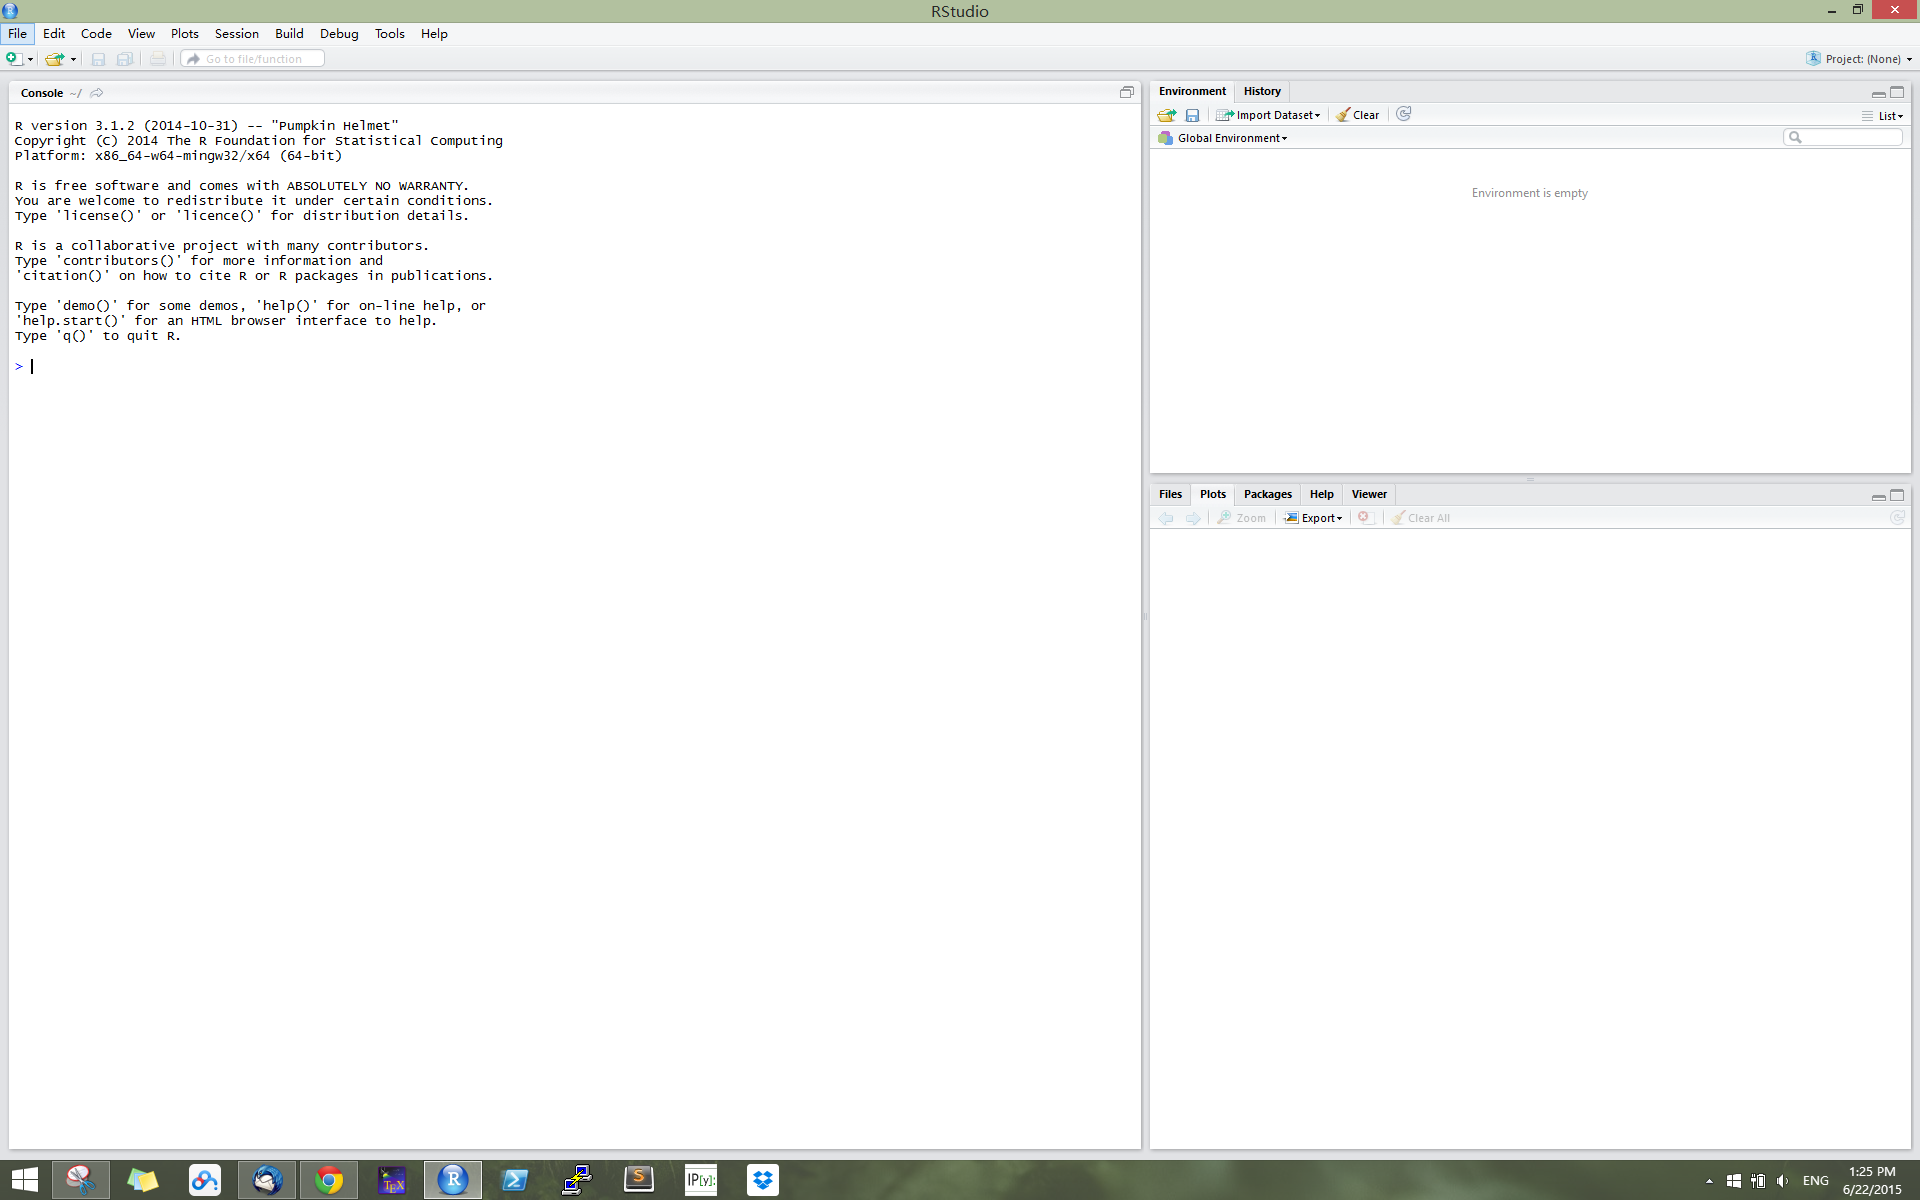 RStudio
File Edit Code View Plots Session Build Debug Tools Help
Go to file/function
Project: (None)
Console ~/
R version 3.1.2 (2014-10-31) -- "Pumpkin Helmet"
Copyright (C) 2014 The R Foundation for Statistical Computing
Platform: x86_64-w64-mingw32/x64 (64-bit)
R is free software and comes with ABSOLUTELY NO WARRANTY.
You are welcome to redistribute it under certain conditions.
Type 'license()' or 'licence()' for distribution details.
R is a collaborative project with many contributors.
Type 'contributors()' for more information and
'citation()' on how to cite R or R packages in publications.
Type 'demo()' for some demos, 'help()' for on-line help, or
'help.start()' for an HTML browser interface to help.
Type 'q()' to quit R.
>
Environment History
Import Dataset Clear List
Global Environment
Environment is empty
Files Plots Packages Help Viewer
Zoom Export Clear All
TEX R S IP[y]:
ENG
1:25 PM
6/22/2015